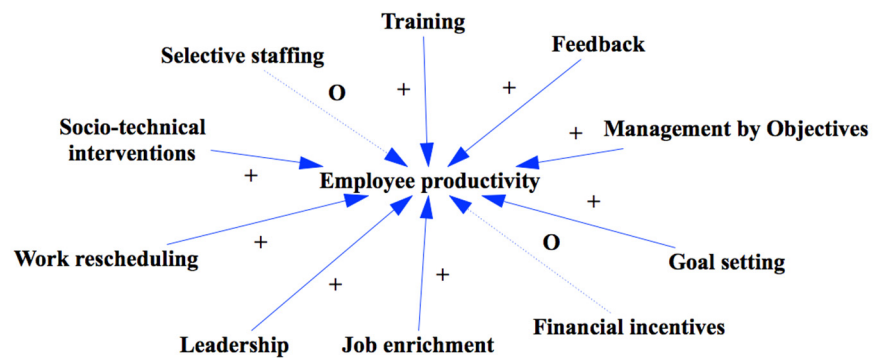 Training
Selective staffing
Feedback
O
+
+
Socio-technical
interventions
+
Management by Objectives
+
Employee productivity
+
Work rescheduling
+
O
Goal setting
+
+
Leadership
Job enrichment
Financial incentives